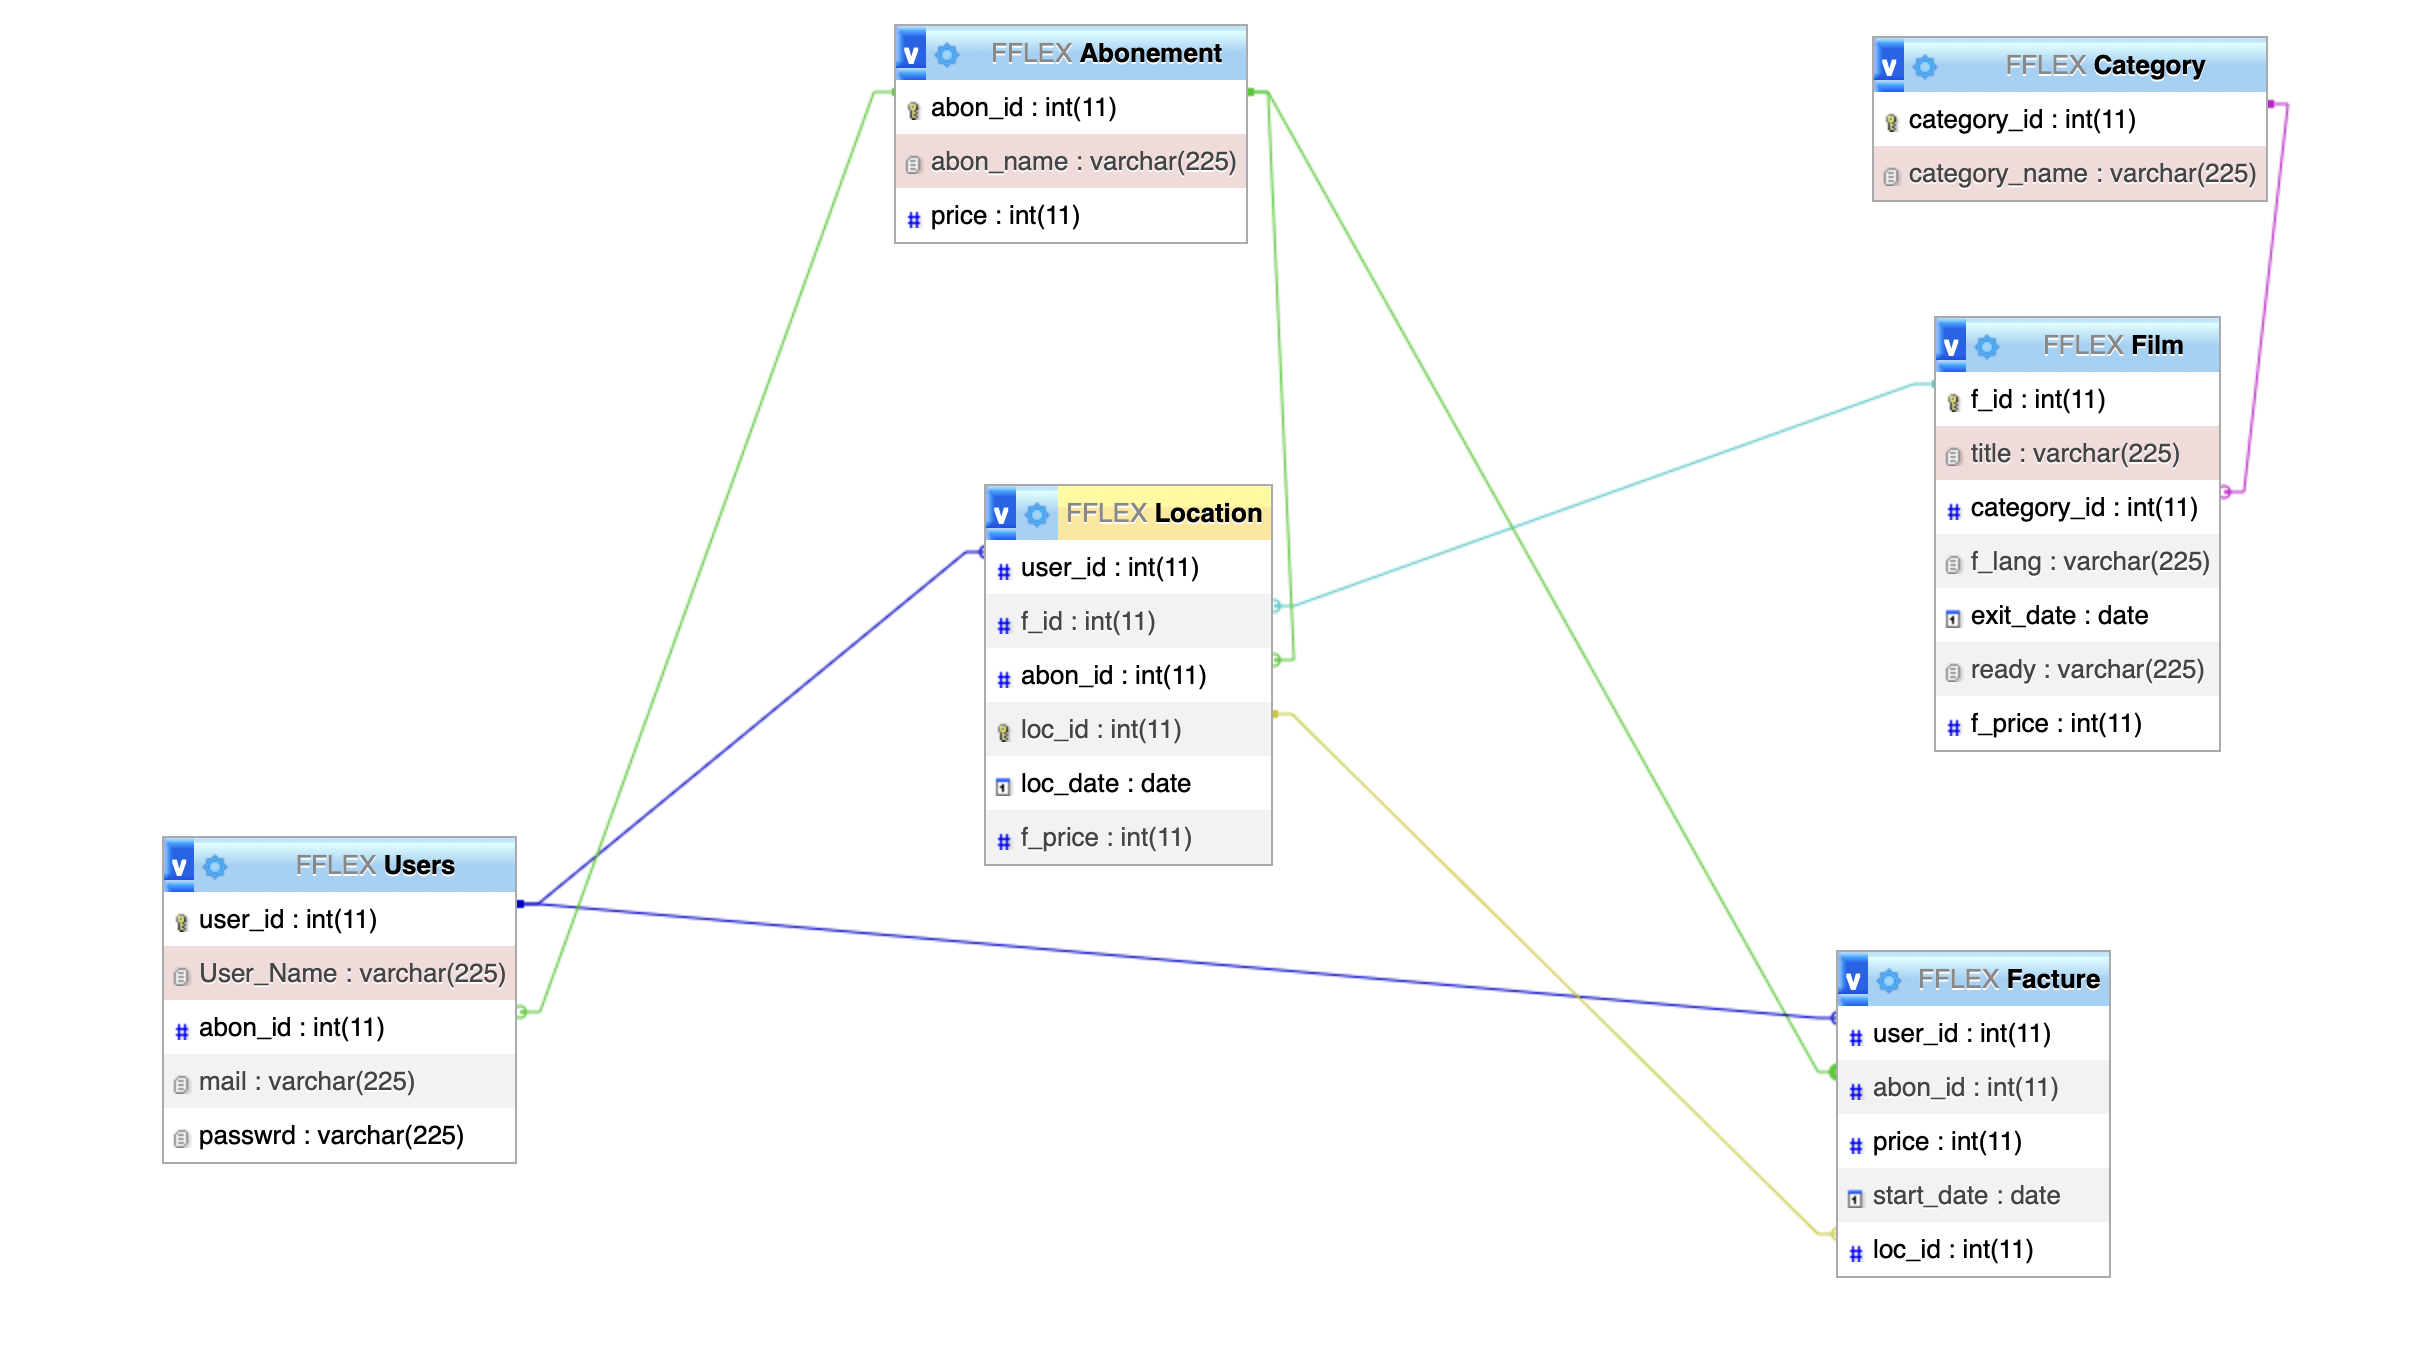 v FFLEX Abonement
abon_id : int(11)
abon_name : varchar(225)
# price : int(11)
v FFLEX Category
category_id : int(11)
category_name : varchar(225)
v FFLEX Film
f_id : int(11)
title : varchar(225)
# category_id : int(11)
f_lang : varchar(225)
exit_date : date
ready : varchar(225)
# f_price : int(11)
v FFLEX Location
# user_id : int(11)
# f_id : int(11)
# abon_id : int(11)
loc_id : int(11)
loc_date : date
# f_price : int(11)
v FFLEX Users
user_id : int(11)
User_Name : varchar(225)
# abon_id : int(11)
mail : varchar(225)
passwrd : varchar(225)
v FFLEX Facture
# user_id : int(11)
# abon_id : int(11)
# price : int(11)
start_date : date
# loc_id : int(11)